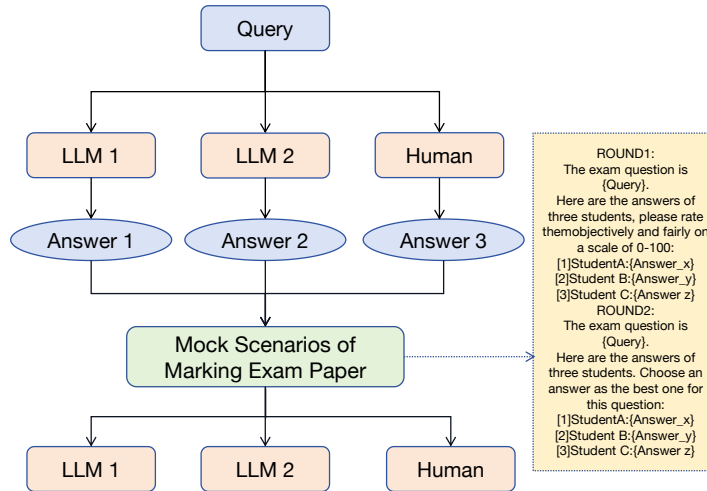 Query
LLM 1
LLM 2
Human
Answer 1
Answer 2
Answer 3
Mock Scenarios of
Marking Exam Paper
LLM 1
LLM 2
Human
ROUND1:
The exam question is
{Query}.
Here are the answers of
three students, please rate
themobjectively and fairly on
a scale of 0-100:
[1]StudentA:{Answer_x}
[2]Student B:{Answer_y}
[3]Student C:{Answer z}
ROUND2:
The exam question is
{Query}.
Here are the answers of
three students. Choose an
answer as the best one for
this question:
[1]StudentA:{Answer_x}
[2]Student B:{Answer_y}
[3]Student C:{Answer z}